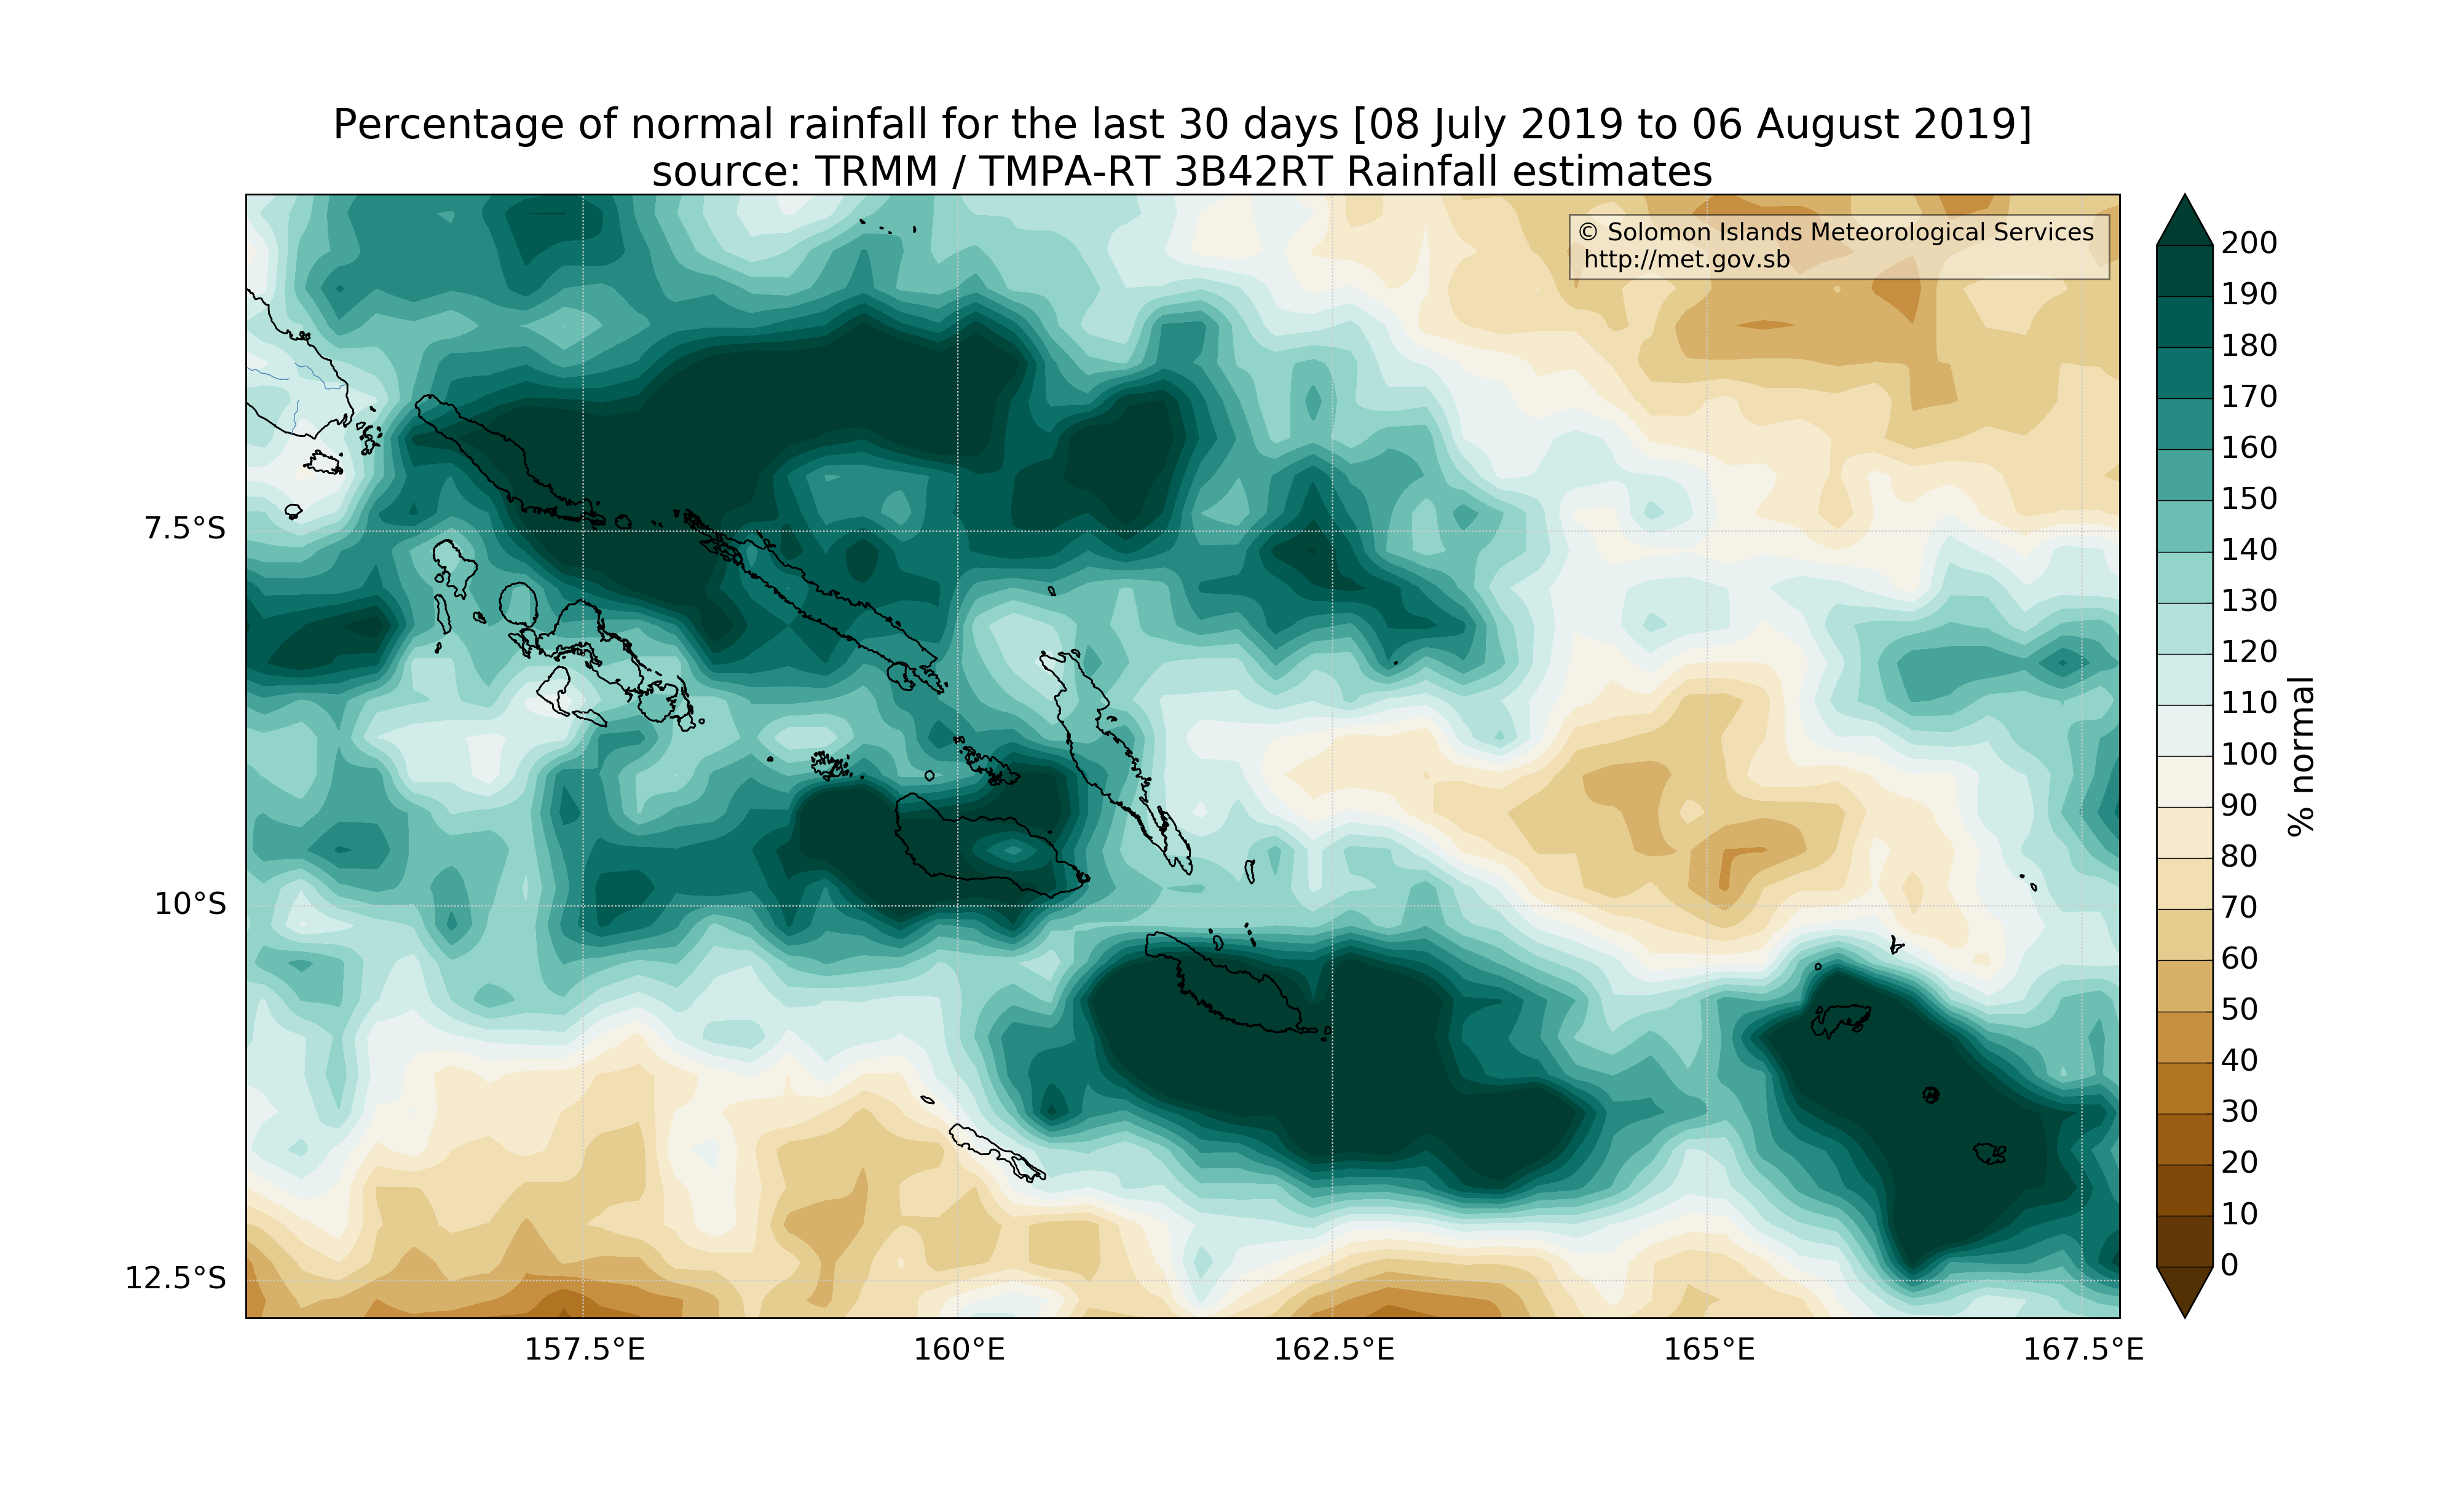 Percentage of normal rainfall for the last 30 days [08 July 2019 to 06 August 2019]
source: TRMM / TMPA-RT 3B42RT Rainfall estimates
© Solomon Islands Meteorological Services
http://met.gov.sb
7.5°S
10°S
12.5°S
157.5°E
160°E
162.5°E
165°E
167.5°E
200
190
180
170
160
150
140
130
120
110
100
90
80
70
60
50
40
30
20
10
0
% normal